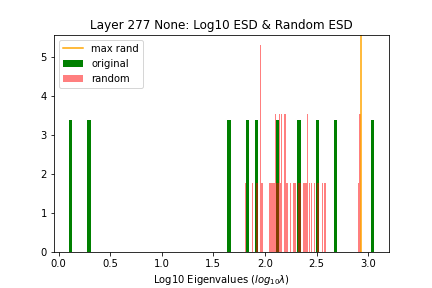 Layer 277 None: Log10 ESD & Random ESD
max rand
original
random
5
4
3
2
1
0
0.0 0.5 1.0 1.5 2.0 2.5 3.0
Log10 Eigenvalues (log₁₀λ)